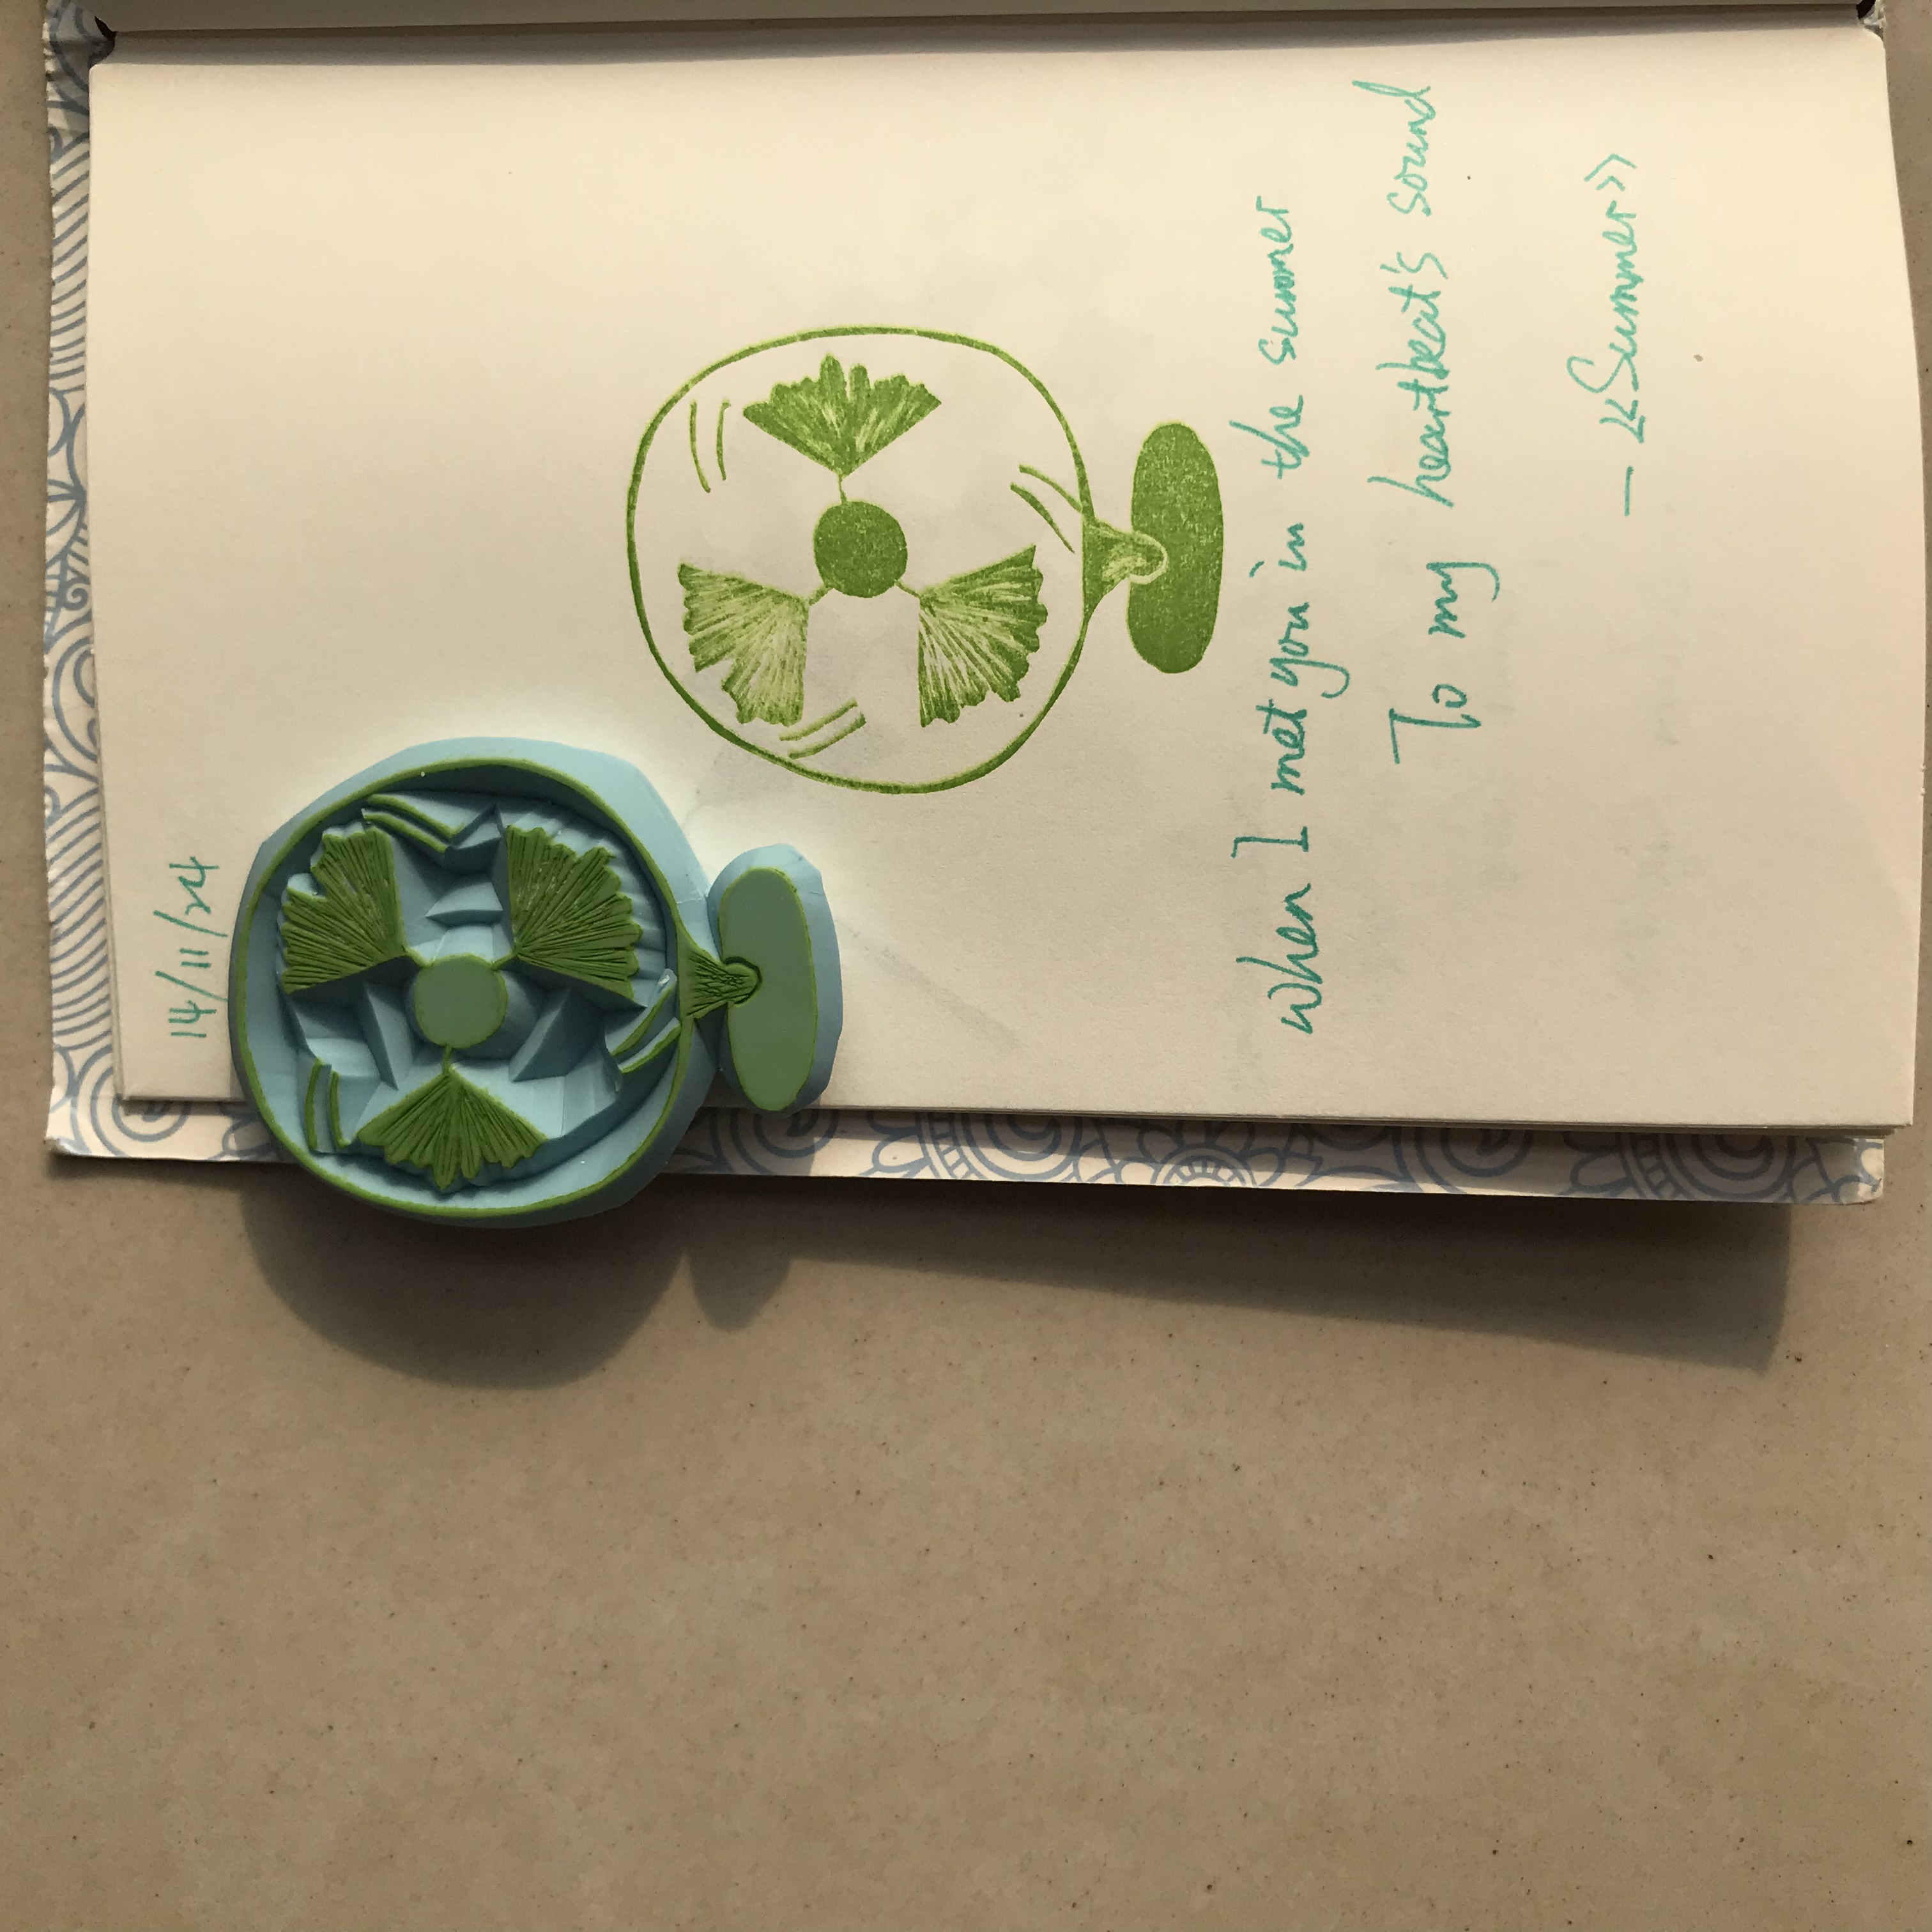 14/11/24
when I met you in the summer
To my heartbeat's sound
— 《Summer》